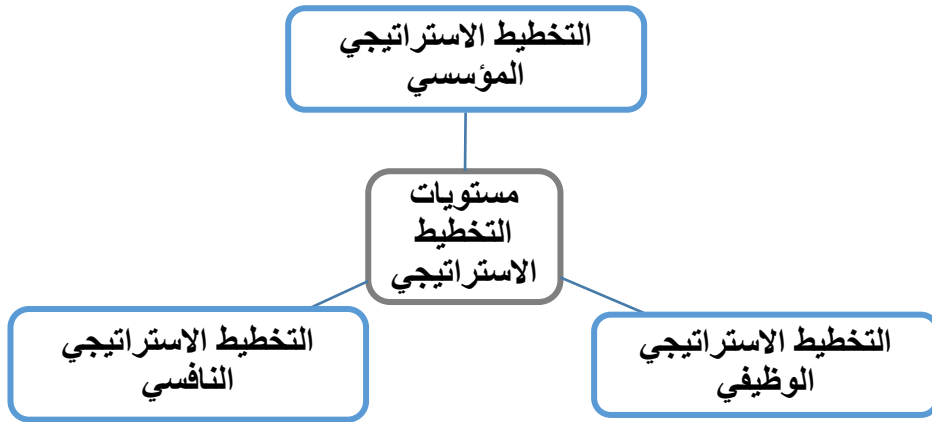 التخطيط الاستراتيجي
المؤسسي
مستويات
التخطيط
الاستراتيجي
التخطيط الاستراتيجي
الوظيفي
التخطيط الاستراتيجي
النافسي